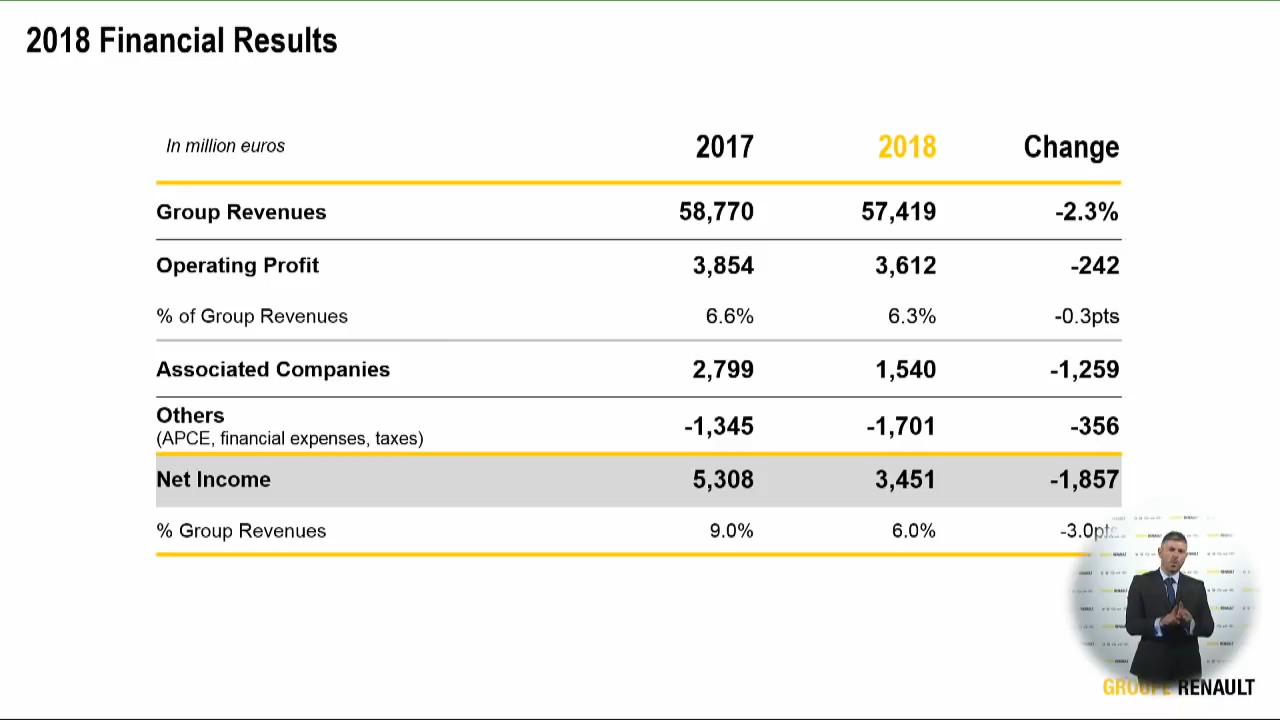 2018 Financial Results
In million euros 2017 2018 Change
Group Revenues 58,770 57,419 -2.3%
Operating Profit 3,854 3,612 -242
% of Group Revenues 6.6% 6.3% -0.3pts
Associated Companies 2,799 1,540 -1,259
Others
(APCE, financial expenses, taxes) -1,345 -1,701 -356
Net Income 5,308 3,451 -1,857
% Group Revenues 9.0% 6.0% -3.0pts
GROUPE RENAULT